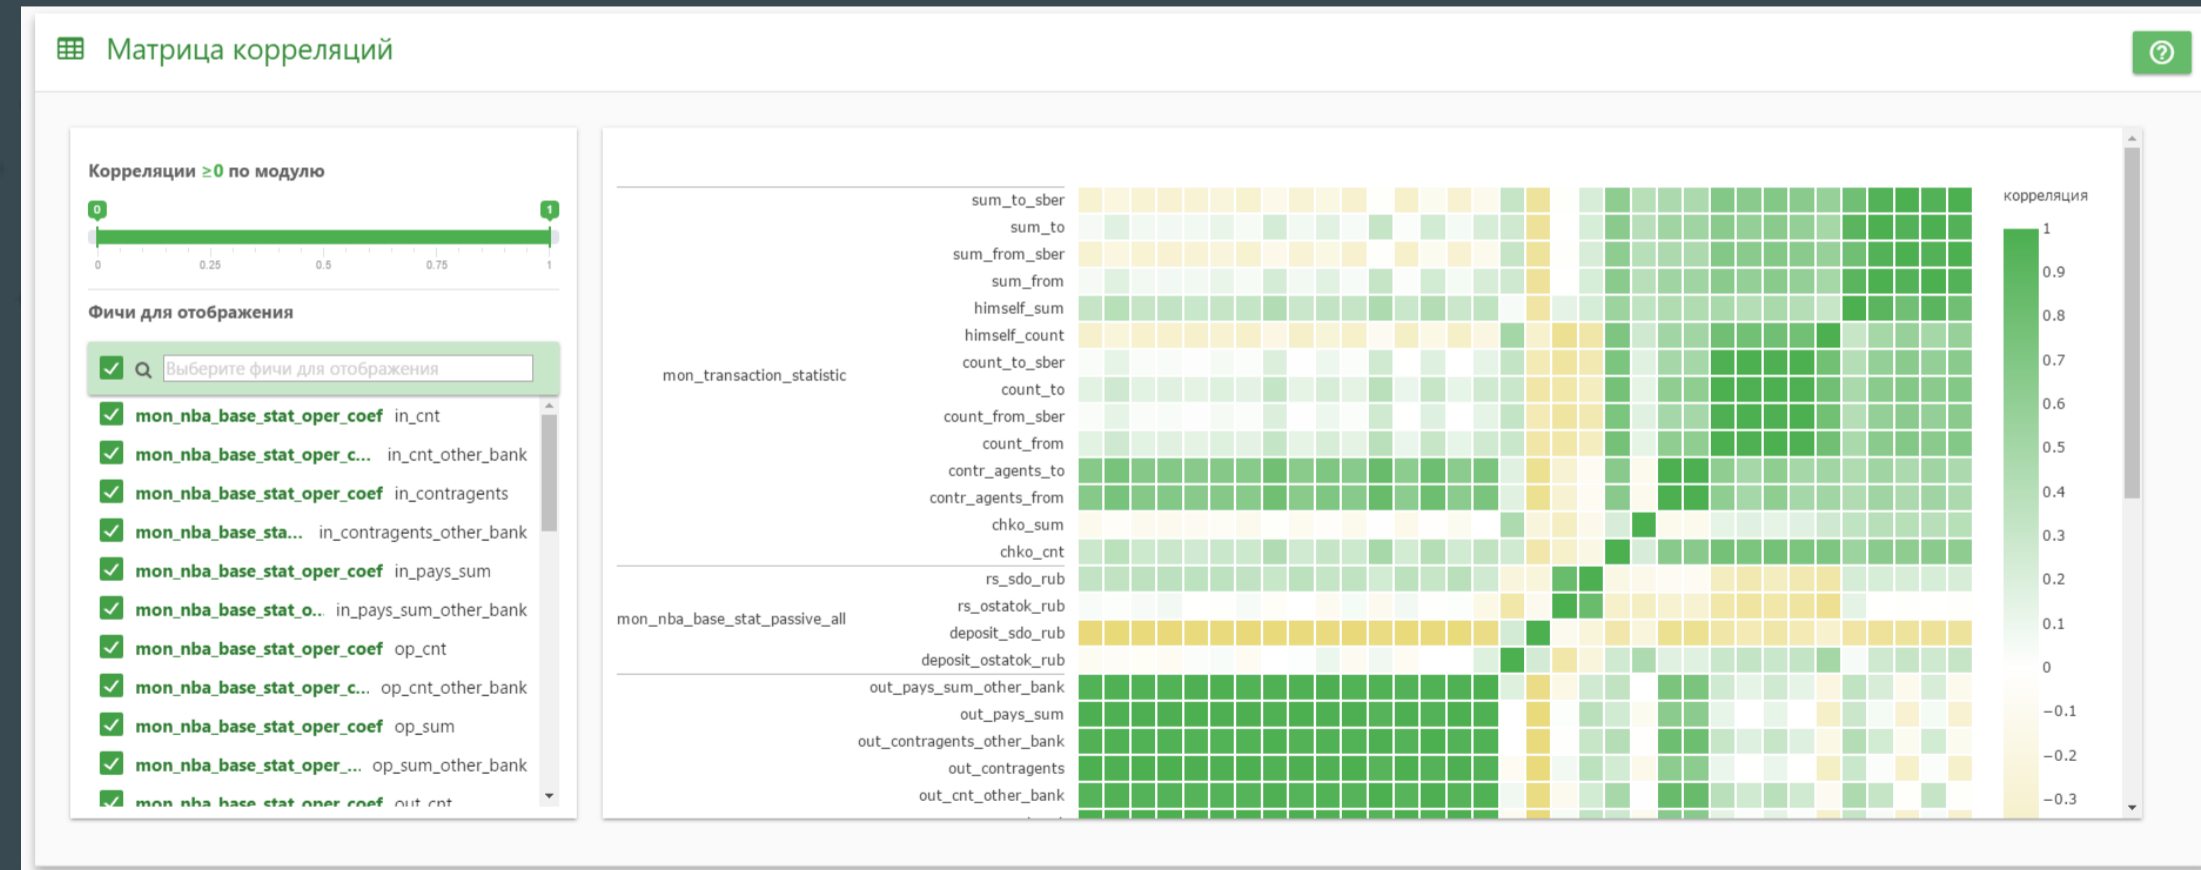 Матрица корреляций
Корреляции ≥0 по модулю
0 1
0 0.25 0.5 0.75 1
Фичи для отображения
Выберите фичи для отображения
mon_nba_base_stat_oper_coef in_cnt
mon_nba_base_stat_oper_c... in_cnt_other_bank
mon_nba_base_stat_oper_coef in_contragents
mon_nba_base_sta... in_contragents_other_bank
mon_nba_base_stat_oper_coef in_pays_sum
mon_nba_base_stat_o... in_pays_sum_other_bank
mon_nba_base_stat_oper_coef op_cnt
mon_nba_base_stat_oper_c... op_cnt_other_bank
mon_nba_base_stat_oper_coef op_sum
mon_nba_base_stat_oper_... op_sum_other_bank
mon_nba_base_stat_oper_coef out_cnt
mon_transaction_statistic
sum_to_sber
sum_to
sum_from_sber
sum_from
himself_sum
himself_count
count_to_sber
count_to
count_from_sber
count_from
contr_agents_to
contr_agents_from
chko_sum
chko_cnt
mon_nba_base_stat_passive_all
rs_sdo_rub
rs_ostatok_rub
deposit_sdo_rub
deposit_ostatok_rub
out_pays_sum_other_bank
out_pays_sum
out_contragents_other_bank
out_contragents
out_cnt_other_bank
корреляция
1
0.9
0.8
0.7
0.6
0.5
0.4
0.3
0.2
0.1
0
−0.1
−0.2
−0.3